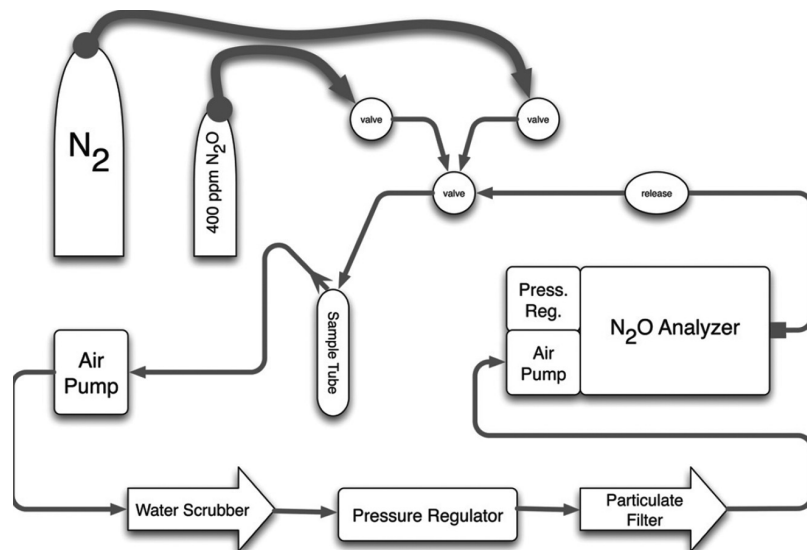 N2
400 ppm N2O
valve
valve
valve
release
Sample Tube
Press.
Reg.
Air
Pump
N2O Analyzer
Air
Pump
Water Scrubber
Pressure Regulator
Particulate
Filter